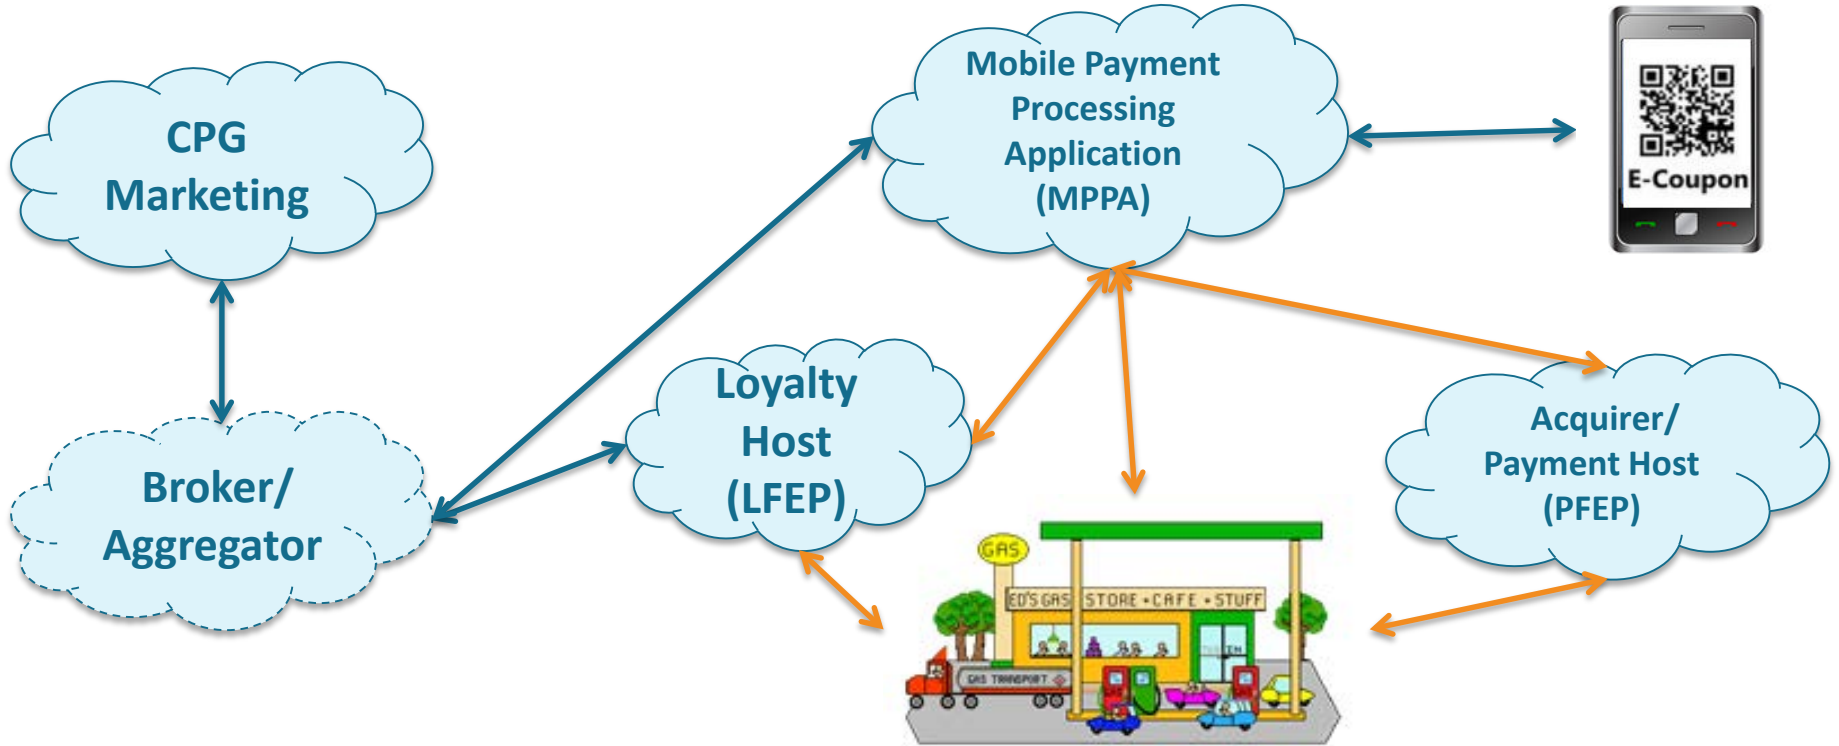 CPG
Marketing
Mobile Payment
Processing
Application
(MPPA)
E-Coupon
Loyalty
Host
(LFEP)
Acquirer/
Payment Host
(PFEP)
Broker/
Aggregator
GAS
ED'S GAS STORE • CAFE • STUFF
GAS TRANSPORT